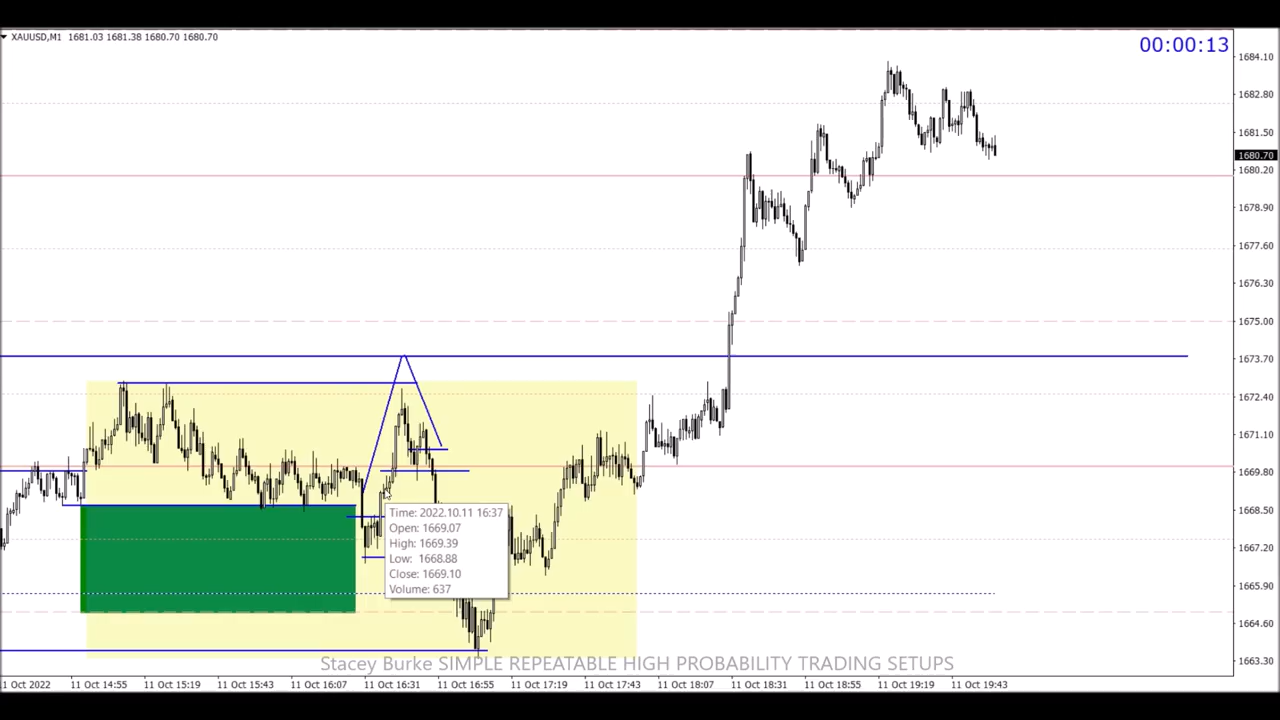 XAUUSD,M1 1681.03 1681.38 1680.70 1680.70
00:00:13
1684.10
1682.80
1681.50
1680.70
1680.20
1678.90
1677.60
1676.30
1675.00
1673.70
1672.40
1671.10
1669.80
1668.50
1667.20
1665.90
1664.60
1663.30
Time: 2022.10.11 16:37
Open: 1669.07
High: 1669.39
Low: 1668.88
Close: 1669.10
Volume: 637
Stacey Burke SIMPLE REPEATABLE HIGH PROBABILITY TRADING SETUPS
1 Oct 2022 11 Oct 14:55 11 Oct 15:19 11 Oct 15:43 11 Oct 16:07 11 Oct 16:31 11 Oct 16:55 11 Oct 17:19 11 Oct 17:43 11 Oct 18:07 11 Oct 18:31 11 Oct 18:55 11 Oct 19:19 11 Oct 19:43